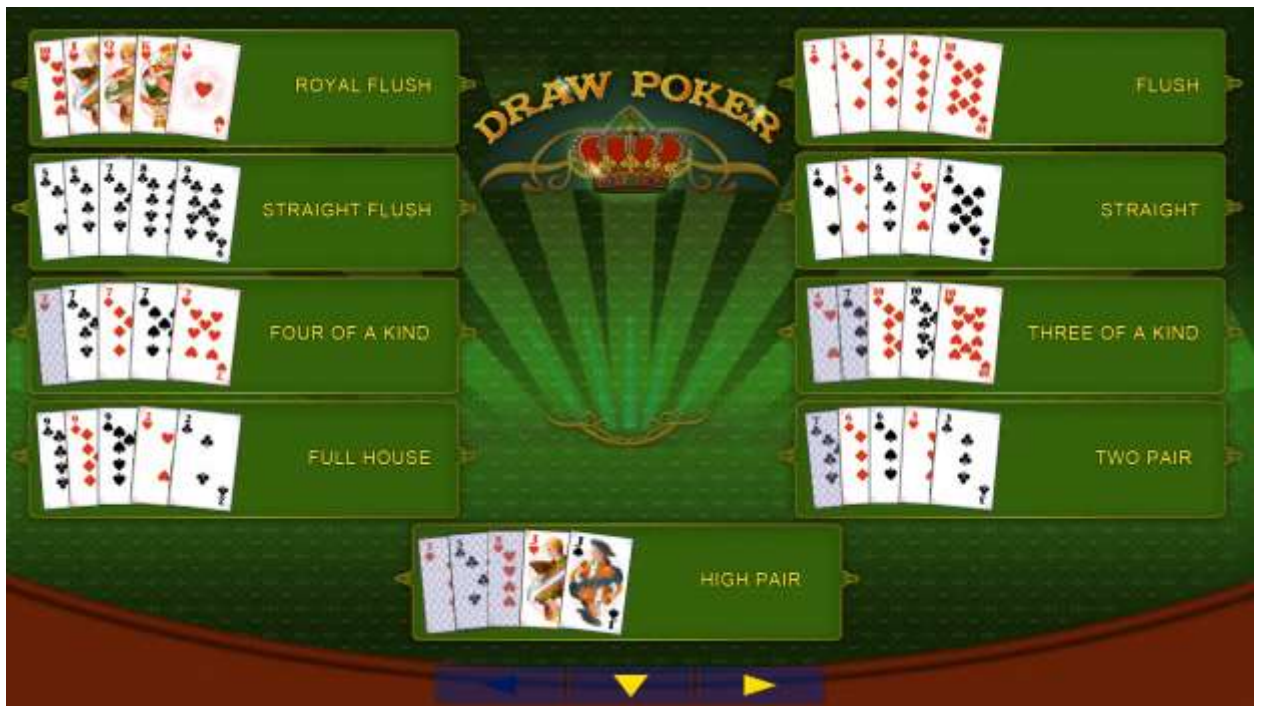 DRAW POKER
ROYAL FLUSH
STRAIGHT FLUSH
FOUR OF A KIND
FULL HOUSE
FLUSH
STRAIGHT
THREE OF A KIND
TWO PAIR
HIGH PAIR